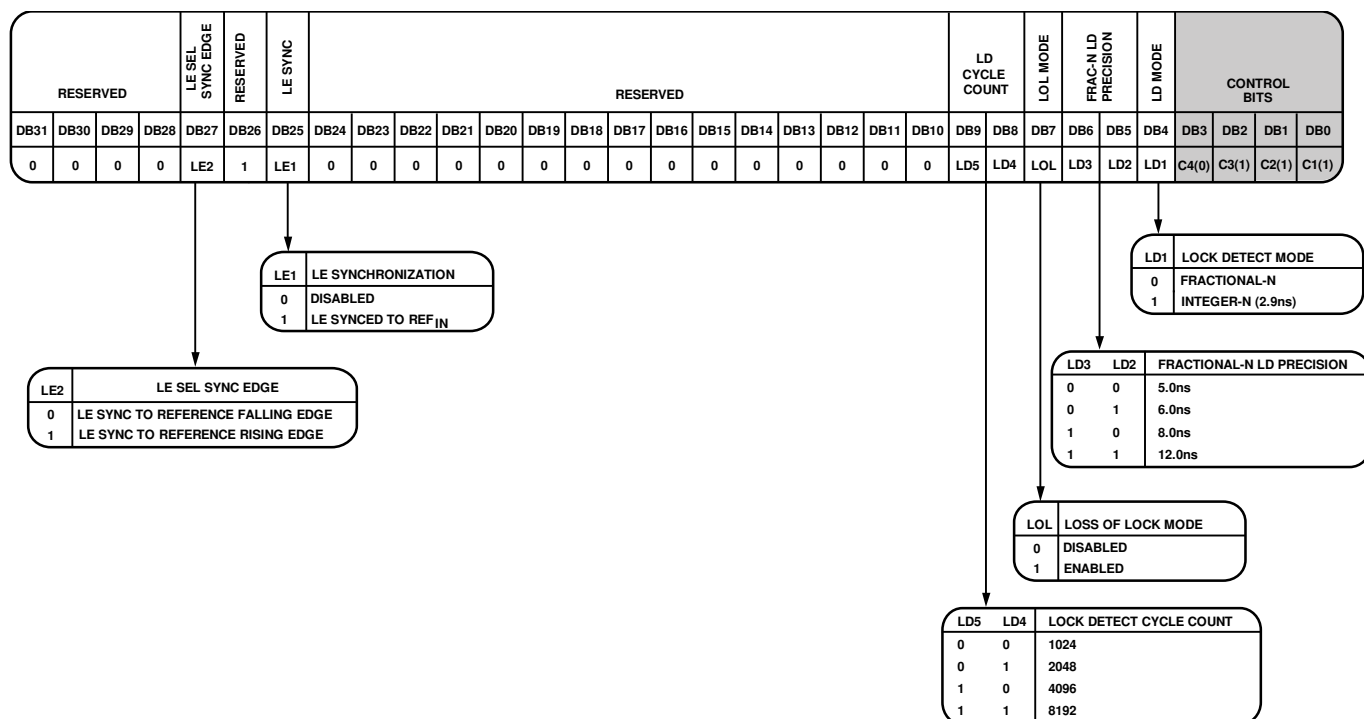 RESERVED
LE SEL
SYNC EDGE
RESERVED
LE SYNC
RESERVED
LD
CYCLE
COUNT
LOL MODE
FRAC-N LD
PRECISION
LD MODE
CONTROL
BITS
DB31 DB30 DB29 DB28 DB27 DB26 DB25 DB24 DB23 DB22 DB21 DB20 DB19 DB18 DB17 DB16 DB15 DB14 DB13 DB12 DB11 DB10 DB9 DB8 DB7 DB6 DB5 DB4 DB3 DB2 DB1 DB0
0 0 0 0 LE2 1 LE1 0 0 0 0 0 0 0 0 0 0 0 0 0 0 0 LD5 LD4 LOL LD3 LD2 LD1 C4(0) C3(1) C2(1) C1(1)
LE1 LE SYNCHRONIZATION
0 DISABLED
1 LE SYNCED TO REFIN
LE2 LE SEL SYNC EDGE
0 LE SYNC TO REFERENCE FALLING EDGE
1 LE SYNC TO REFERENCE RISING EDGE
LD1 LOCK DETECT MODE
0 FRACTIONAL-N
1 INTEGER-N (2.9ns)
LD3 LD2 FRACTIONAL-N LD PRECISION
0 0 5.0ns
0 1 6.0ns
1 0 8.0ns
1 1 12.0ns
LOL LOSS OF LOCK MODE
0 DISABLED
1 ENABLED
LD5 LD4 LOCK DETECT CYCLE COUNT
0 0 1024
0 1 2048
1 0 4096
1 1 8192